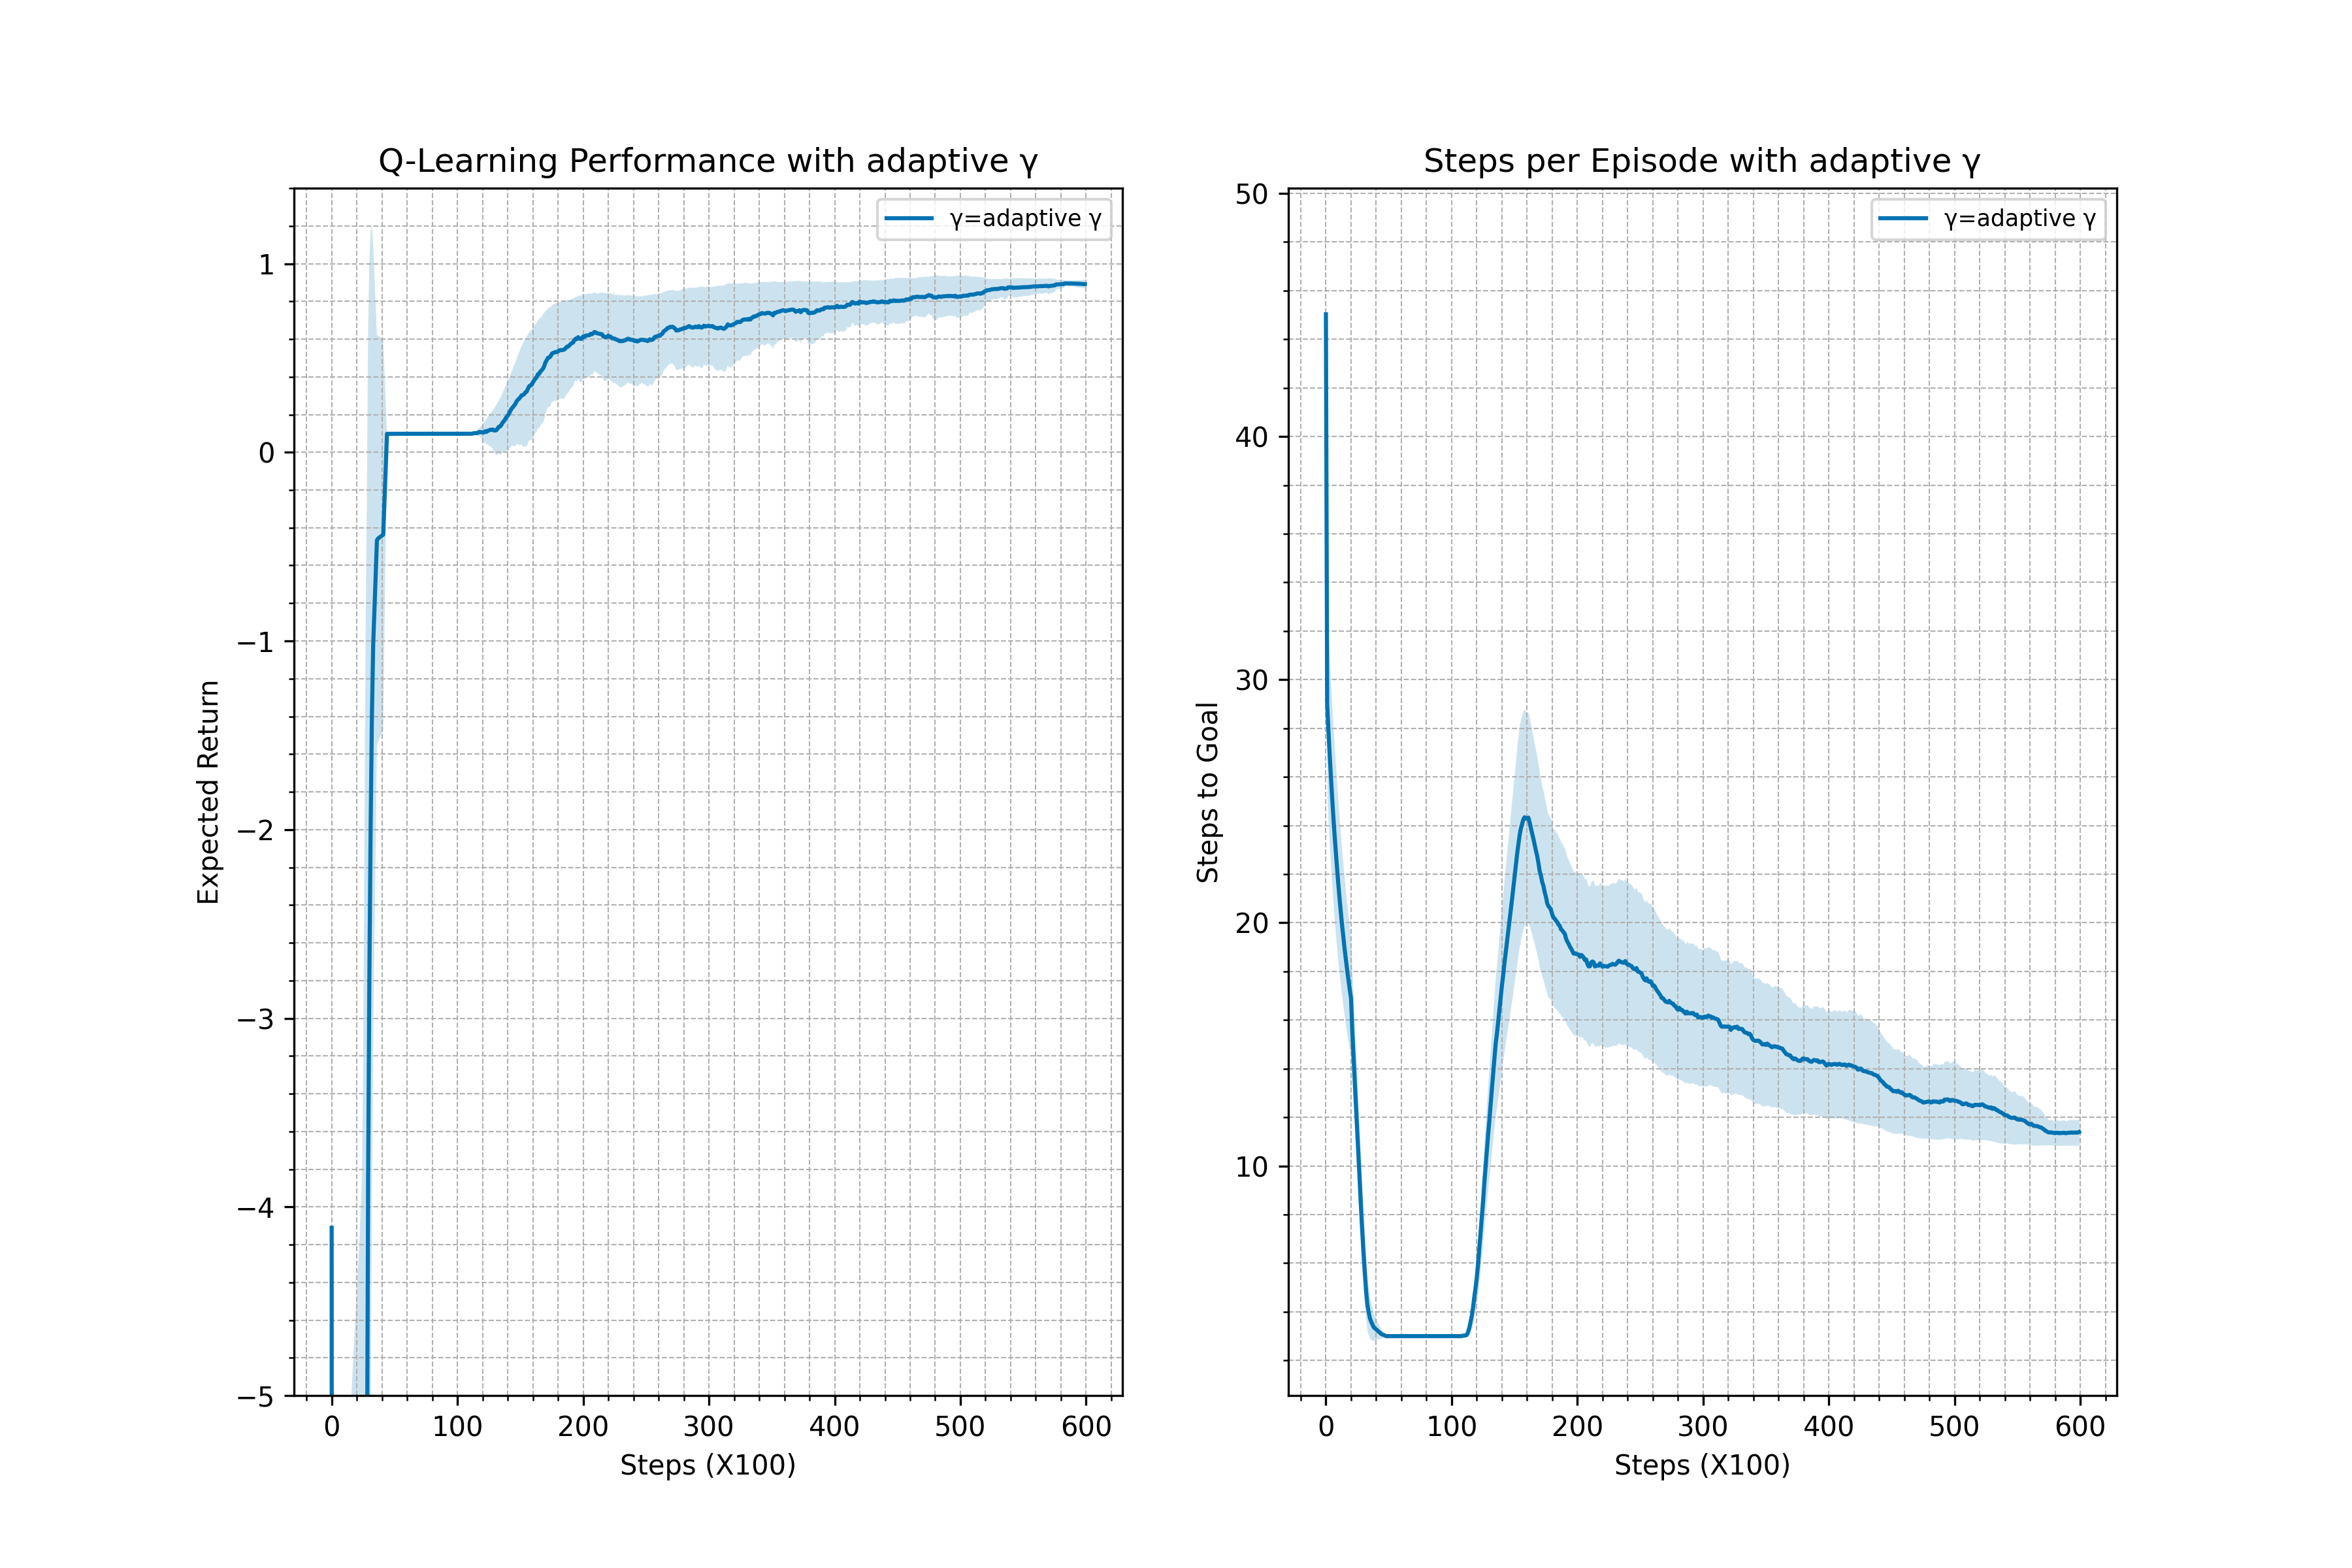 Q-Learning Performance with adaptive γ
γ=adaptive γ
Expected Return
1
0
−1
−2
−3
−4
−5
0 100 200 300 400 500 600
Steps (X100)
Steps per Episode with adaptive γ
γ=adaptive γ
Steps to Goal
50
40
30
20
10
0 100 200 300 400 500 600
Steps (X100)